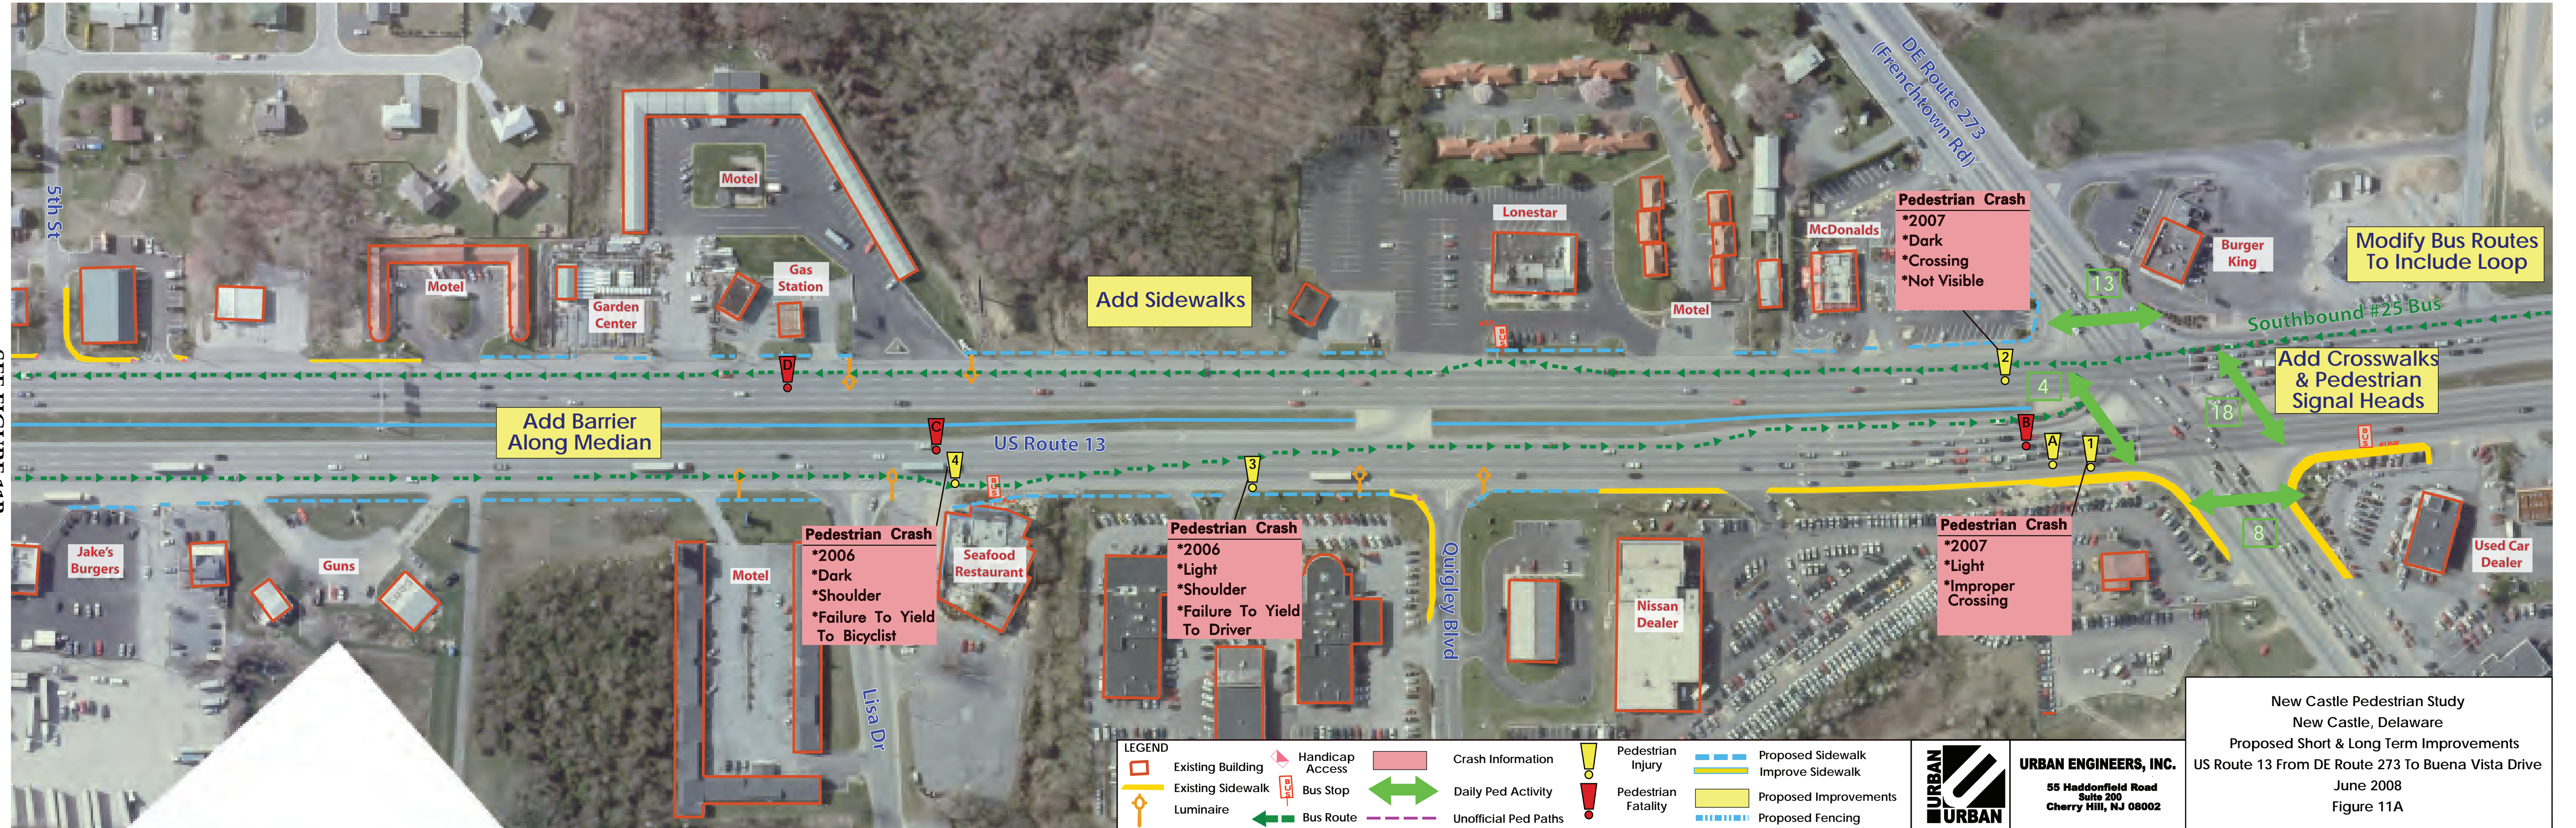 5th St
Motel
Motel
Garden
Center
Gas
Station
Add Sidewalks
Lonestar
BUS
Motel
McDonalds
DE Route 273
(Frenchtown Rd)
Pedestrian Crash
*2007
*Dark
*Crossing
*Not Visible
Burger
King
Modify Bus Routes
To Include Loop
Southbound #25 Bus
13
2
4
18
Add Crosswalks
& Pedestrian
Signal Heads
D
Add Barrier
Along Median
C
US Route 13
4
3
B
A
1
BUS
BUS
8
Jake's
Burgers
Guns
Motel
Pedestrian Crash
*2006
*Dark
*Shoulder
*Failure To Yield
To Bicyclist
Seafood
Restaurant
Lisa Dr
Pedestrian Crash
*2006
*Light
*Shoulder
*Failure To Yield
To Driver
Quigley Blvd
Nissan
Dealer
Pedestrian Crash
*2007
*Light
*Improper
Crossing
Used Car
Dealer
LEGEND
Existing Building
Existing Sidewalk
Luminaire
Handicap
Access
BUS
Bus Stop
Bus Route
Crash Information
Daily Ped Activity
Unofficial Ped Paths
Pedestrian
Injury
Pedestrian
Fatality
Proposed Sidewalk
Improve Sidewalk
Proposed Improvements
Proposed Fencing
URBAN
URBAN
URBAN ENGINEERS, INC.
55 Haddonfield Road
Suite 200
Cherry Hill, NJ 08002
New Castle Pedestrian Study
New Castle, Delaware
Proposed Short & Long Term Improvements
US Route 13 From DE Route 273 To Buena Vista Drive
June 2008
Figure 11A